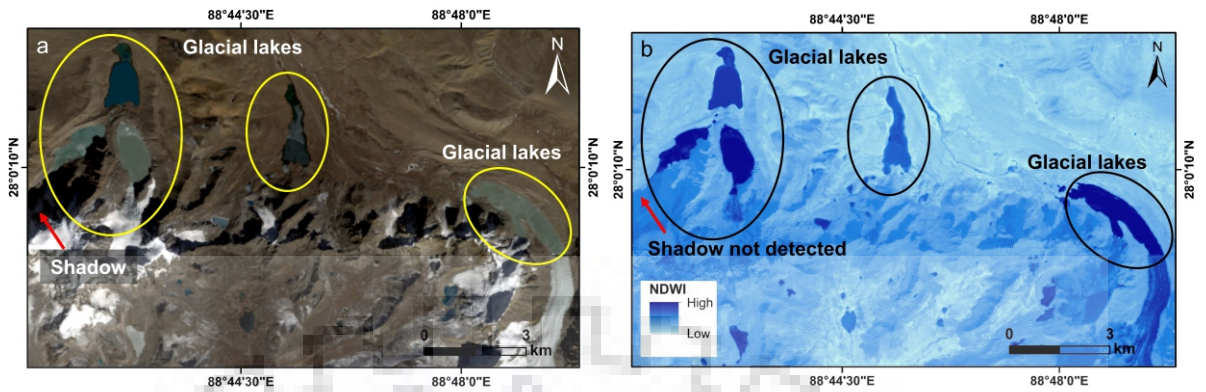 88°44'30"E 88°48'0"E
a
Glacial lakes
N
Glacial lakes
28°0'10"N
28°0'10"N
Shadow
0 3
km
88°44'30"E 88°48'0"E
88°44'30"E 88°48'0"E
b
Glacial lakes
N
Glacial lakes
28°0'10"N
28°0'10"N
Shadow not detected
NDWI
High
Low
0 3
km
88°44'30"E 88°48'0"E